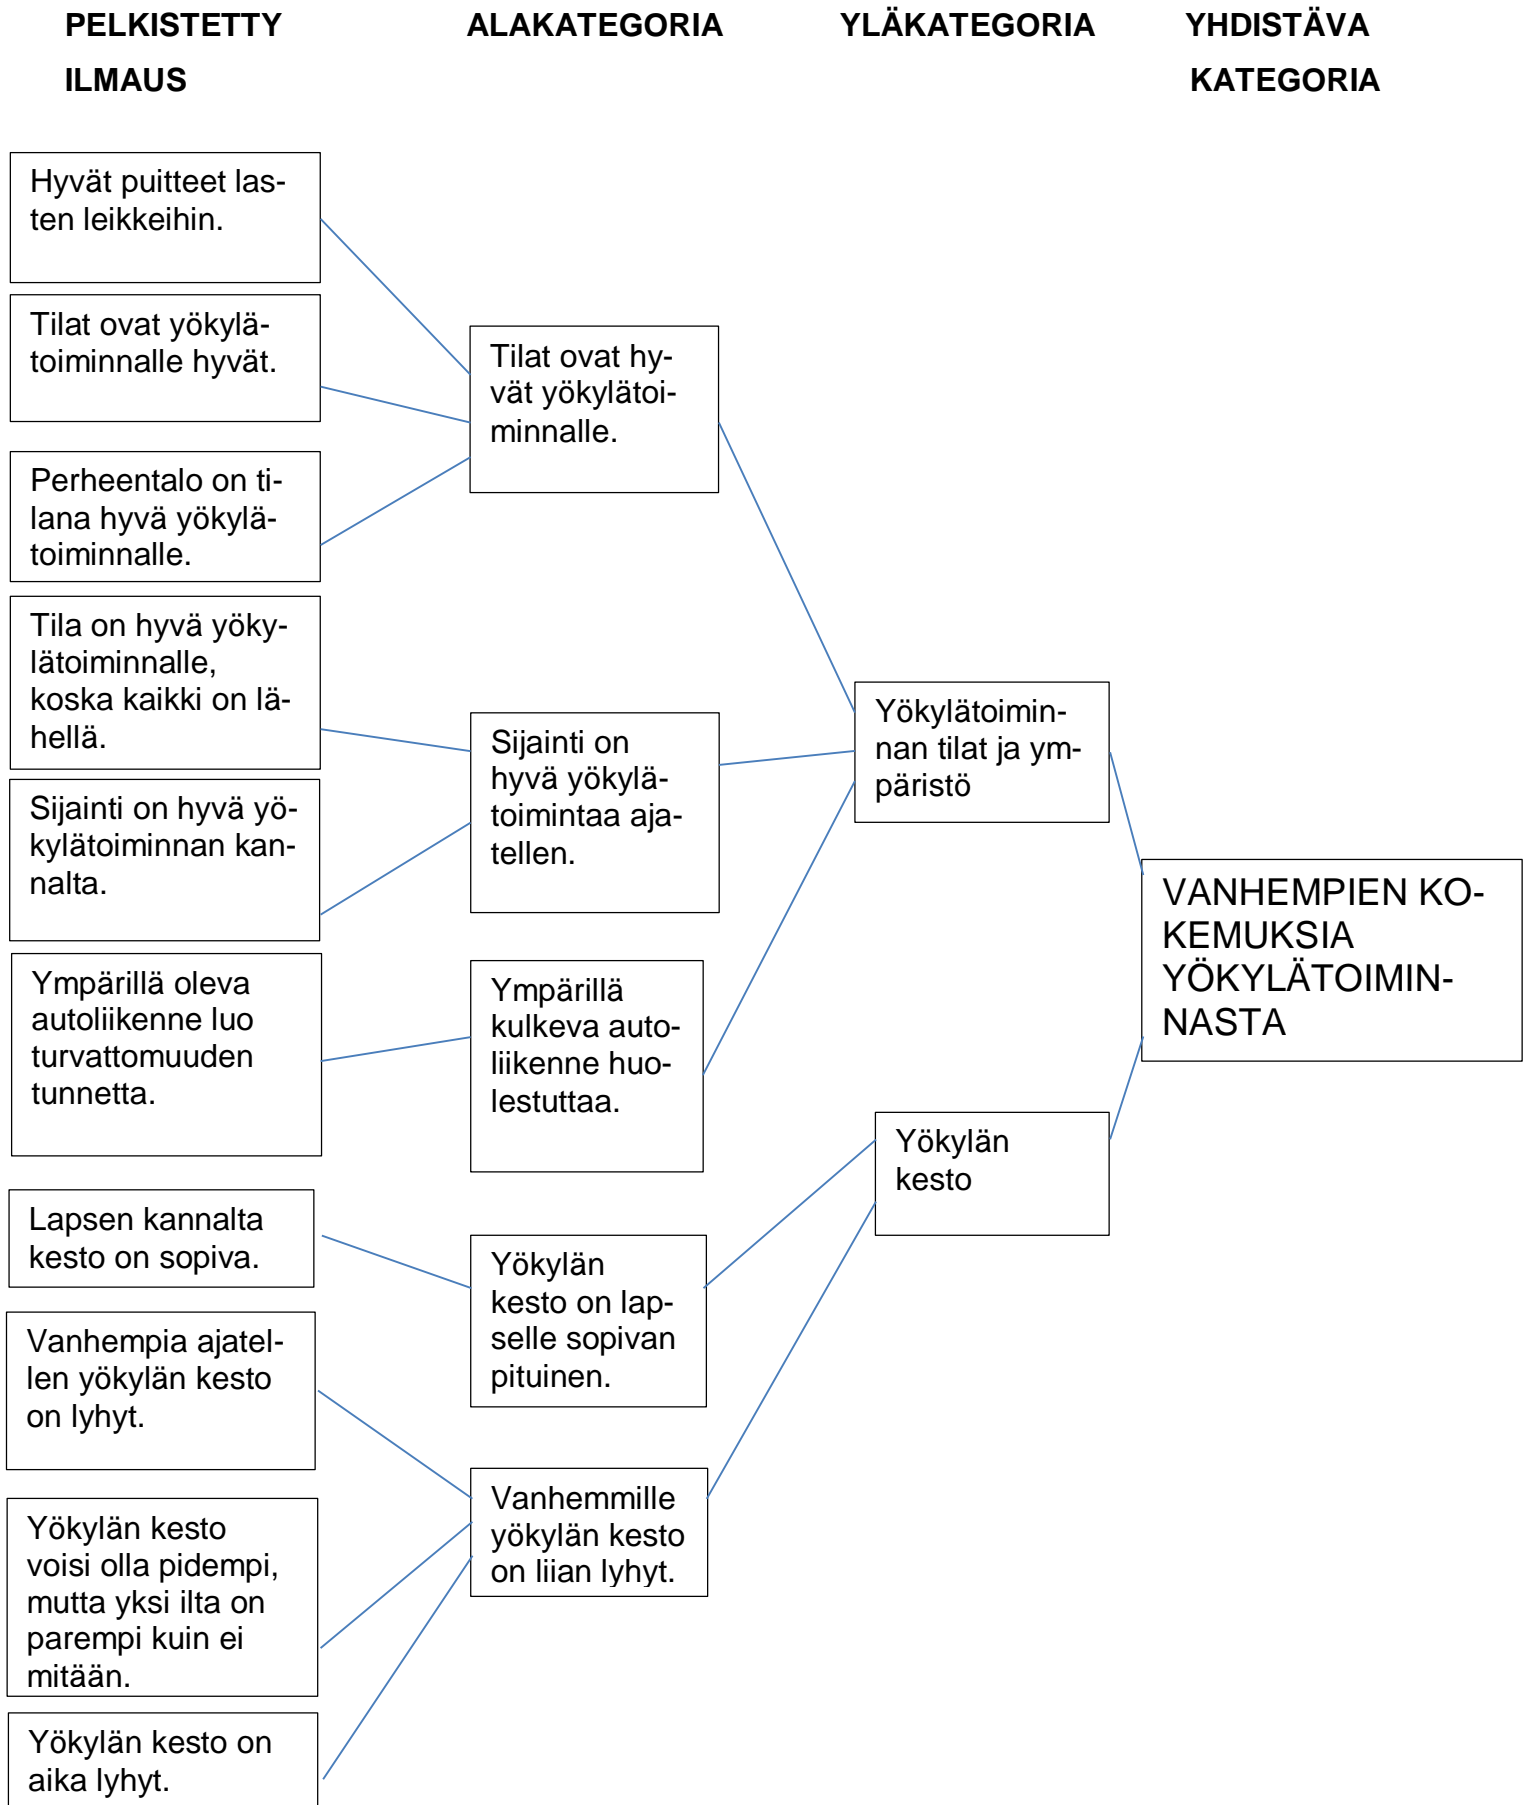 PELKISTETTY ALAKATEGORIA YLÄKATEGORIA YHDISTÄVA
ILMAUS KATEGORIA
Hyvät puitteet las-
ten leikkeihin.
Tilat ovat yökylä-
toiminnalle hyvät.
Perheentalo on ti-
lana hyvä yökylä-
toiminnalle.
Tila on hyvä yöky-
lätoiminnalle,
koska kaikki on lä-
hellä.
Sijainti on hyvä yö-
kylätoiminnan kan-
nalta.
Ympärillä oleva
autoliikenne luo
turvattomuuden
tunnetta.
Lapsen kannalta
kesto on sopiva.
Vanhempia ajatel-
len yökylän kesto
on lyhyt.
Yökylän kesto
voisi olla pidempi,
mutta yksi ilta on
parempi kuin ei
mitään.
Yökylän kesto on
aika lyhyt.
Tilat ovat hy-
vät yökylätoi-
minnalle.
Sijainti on
hyvä yökylä-
toimintaa aja-
tellen.
Ympärillä
kulkeva auto-
liikenne huo-
lestuttaa.
Yökylän
kesto on lap-
selle sopivan
pituinen.
Vanhemmille
yökylän kesto
on liian lyhyt.
Yökylätoimin-
nan tilat ja ym-
päristö
Yökylän
kesto
VANHEMPIEN KO-
KEMUKSIA
YÖKYLÄTOIMIN-
NASTA